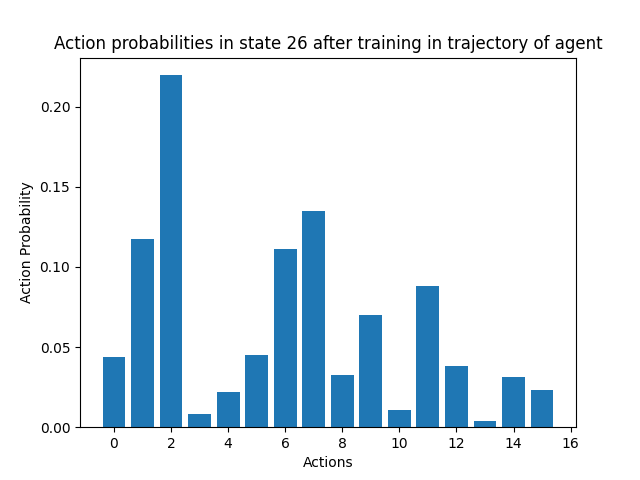 Action probabilities in state 26 after training in trajectory of agent
0.20
0.15
0.10
0.05
0.00
Action Probability
0 2 4 6 8 10 12 14 16
Actions